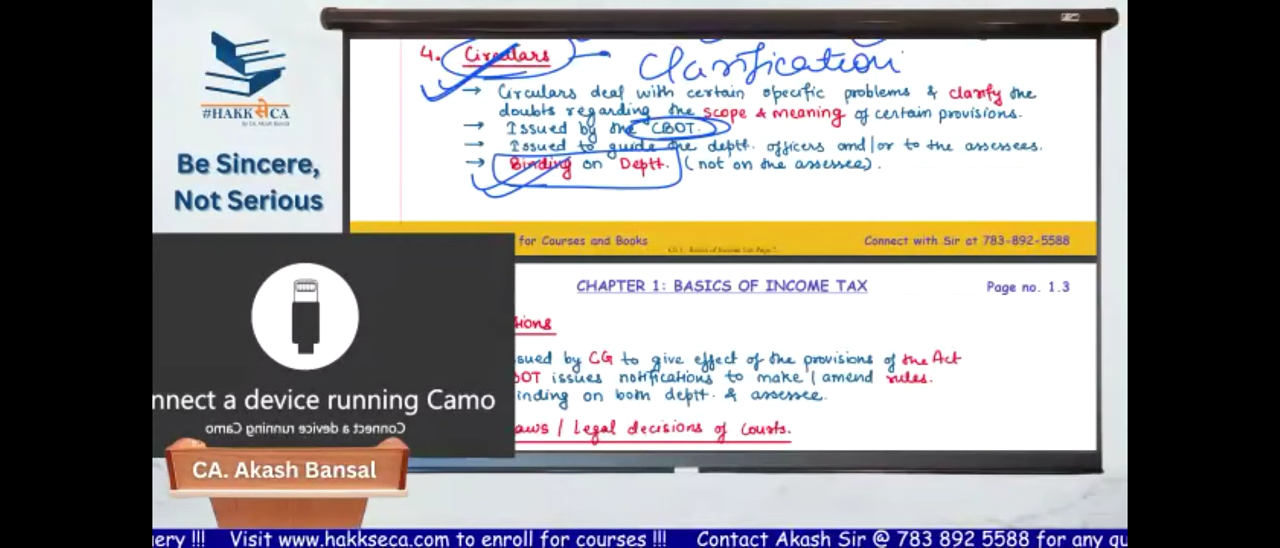 4. Circulars → Clarification
→ Circulars deal with certain specific problems & clarify the
doubts regarding the scope & meaning of certain provisions.
→ Issued by the CBDT.
→ Issued to guide the deptt. officers and/or to the assessees.
→ Binding on Deptt. (not on the assessee).
#HAKKसेCA
by CA. Akash Bansal
Be Sincere,
Not Serious
for Courses and Books
Connect with Sir at 783-892-5588
CHAPTER 1: BASICS OF INCOME TAX
Page no. 1.3
tions
ssued by CG to give effect of the provisions of the Act
BDT issues notifications to make / amend rules.
inding on both deptt. & assessee.
aws / Legal decisions of courts.
nnect a device running Camo
Connect a device running Camo
CA. Akash Bansal
ery !!! Visit www.hakkseca.com to enroll for courses !!! Contact Akash Sir @ 783 892 5588 for any qu